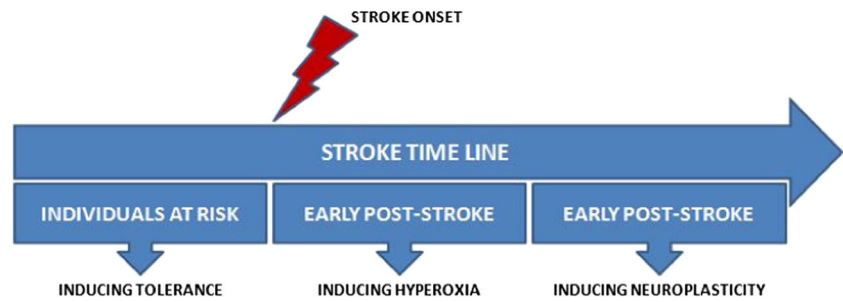 STROKE ONSET
STROKE TIME LINE
INDIVIDUALS AT RISK
EARLY POST-STROKE
EARLY POST-STROKE
INDUCING TOLERANCE
INDUCING HYPEROXIA
INDUCING NEUROPLASTICITY